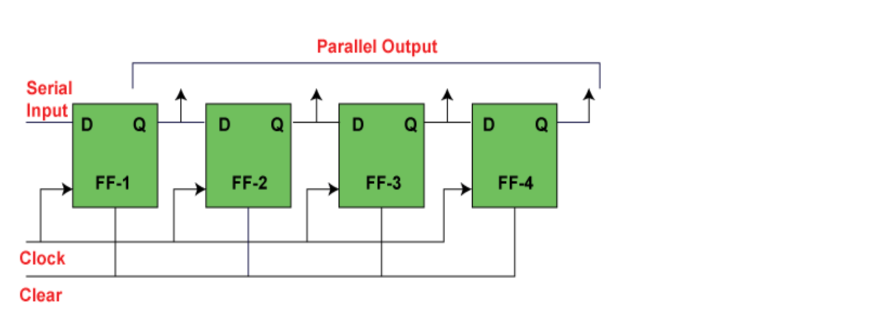 Parallel Output
Serial
Input
D Q D Q D Q D Q
FF-1 FF-2 FF-3 FF-4
Clock
Clear